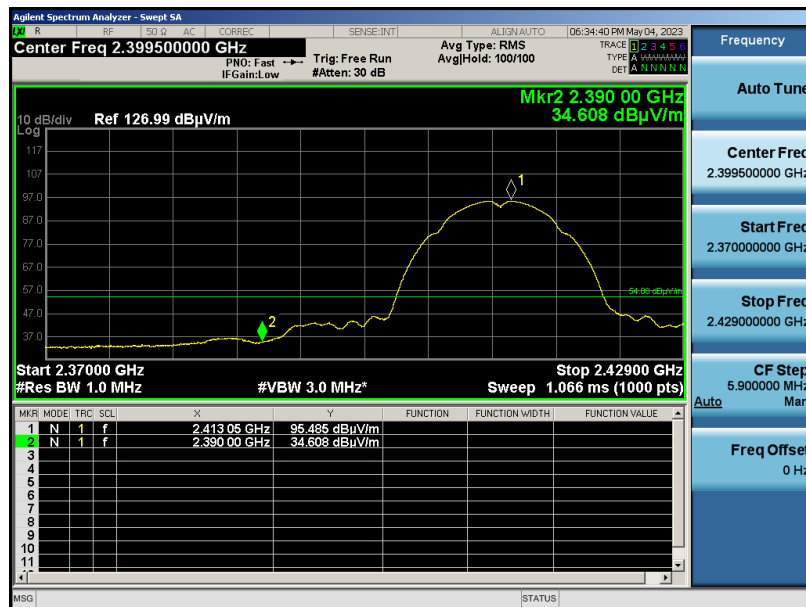 Agilent Spectrum Analyzer - Swept SA
LXI R RF 50 Ω AC CORREC SENSE:INT ALIGN AUTO 06:34:40 PM May 04, 2023
Center Freq 2.399500000 GHz
PNO: Fast
IFGain:Low
Trig: Free Run
#Atten: 30 dB
Avg Type: RMS
Avg|Hold: 100/100
TRACE 1 2 3 4 5 6
TYPE A WWWWW
DET A N N N N N
Mkr2 2.390 00 GHz
34.608 dBµV/m
10 dB/div Ref 126.99 dBµV/m
Log
117
107
97.0
87.0
77.0
67.0
57.0
47.0
37.0
1
2
54.00 dBµV/m
Start 2.37000 GHz Stop 2.42900 GHz
#Res BW 1.0 MHz #VBW 3.0 MHz* Sweep 1.066 ms (1000 pts)
MKR MODE TRC SCL X Y FUNCTION FUNCTION WIDTH FUNCTION VALUE
1 N 1 f 2.413 05 GHz 95.485 dBµV/m
2 N 1 f 2.390 00 GHz 34.608 dBµV/m
3
4
5
6
7
8
9
10
11
MSG STATUS
Frequency
Auto Tune
Center Freq
2.399500000 GHz
Start Freq
2.370000000 GHz
Stop Freq
2.429000000 GHz
CF Step
5.900000 MHz
Auto Man
Freq Offset
0 Hz